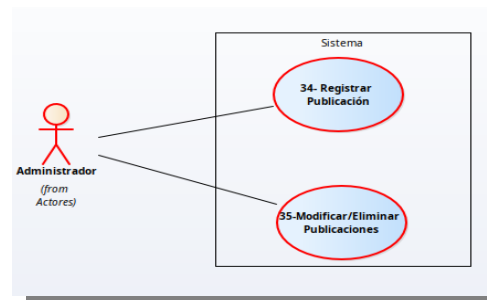 Sistema
34- Registrar
Publicación
Administrador
(from
Actores)
35-Modificar/Eliminar
Publicaciones